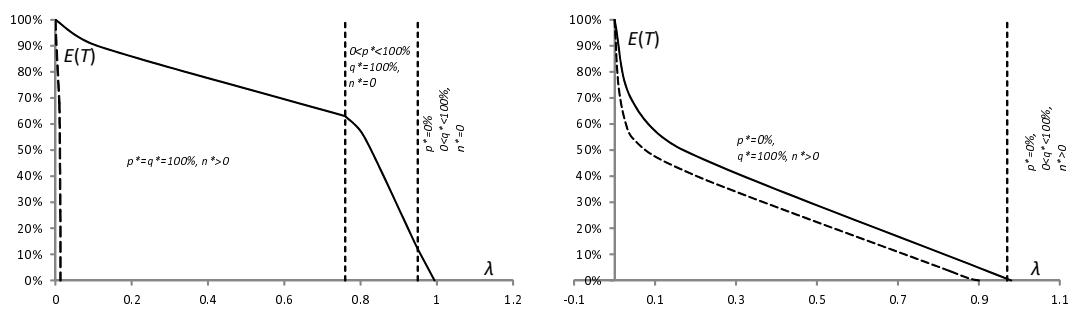 100%
90%
80%
70%
60%
50%
40%
30%
20%
10%
0%
E(T)
0<p*<100%
q*=100%,
n*=0
p*=q*=100%, n*>0
p*=0%
0<q*<100%,
n*=0
λ
0
0.2
0.4
0.6
0.8
1
1.2
100%
90%
80%
70%
60%
50%
40%
30%
20%
10%
0%
E(T)
p*=0%,
q*=100%, n*>0
p*=0%,
0<q*<100%,
n*>0
λ
-0.1
0.1
0.3
0.5
0.7
0.9
1.1